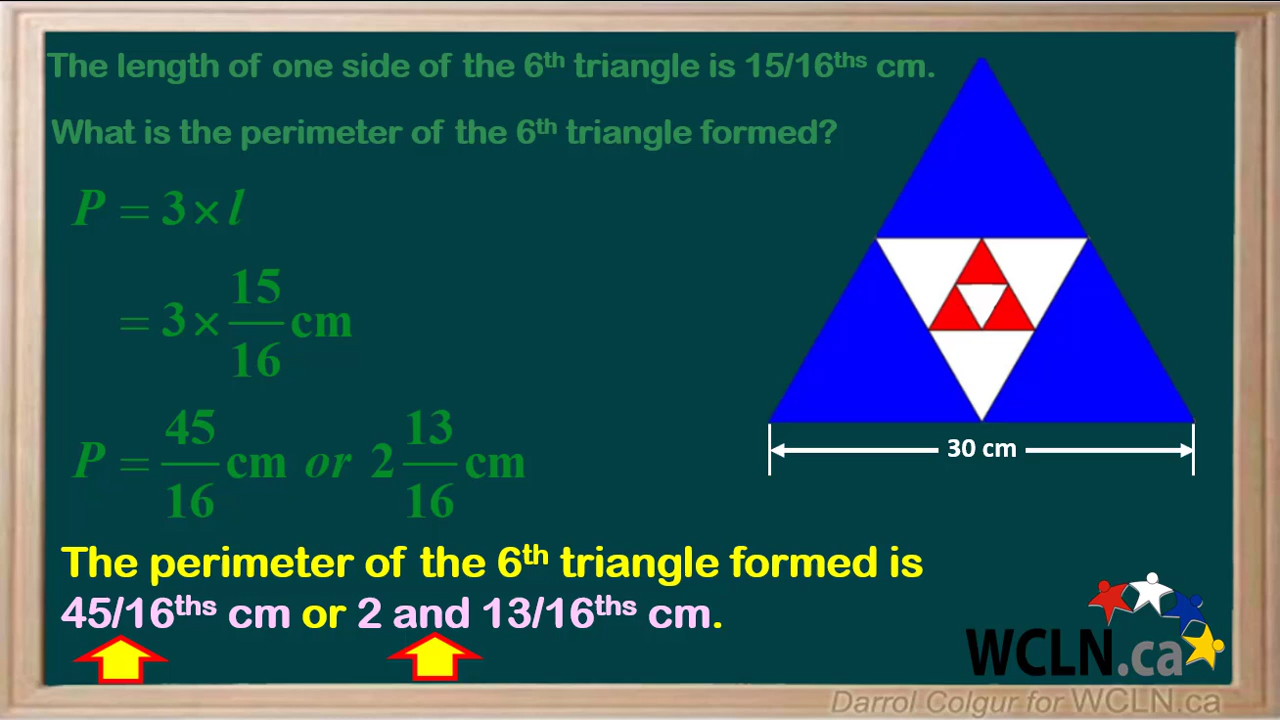 The length of one side of the 6th triangle is 15/16ths cm.
What is the perimeter of the 6th triangle formed?
P = 3 × l
= 3 × 15/16 cm
P = 45/16 cm or 2 13/16 cm
30 cm
The perimeter of the 6th triangle formed is
45/16ths cm or 2 and 13/16ths cm.
WCLN.ca
Darrol Colgur for WCLN.ca